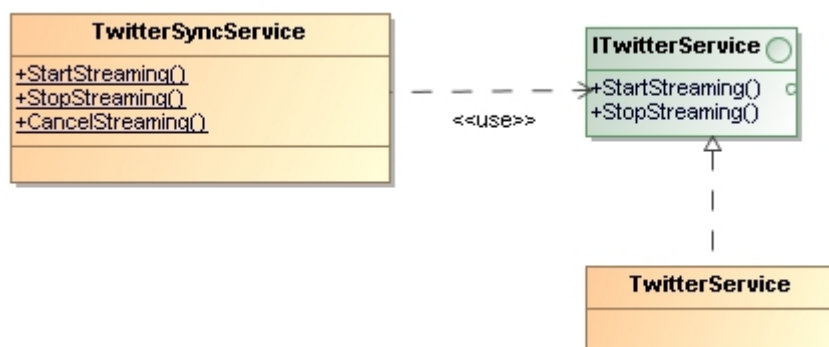 TwitterSyncService
+StartStreaming()
+StopStreaming()
+CancelStreaming()
<<use>>
ITwitterService
+StartStreaming()
+StopStreaming()
TwitterService